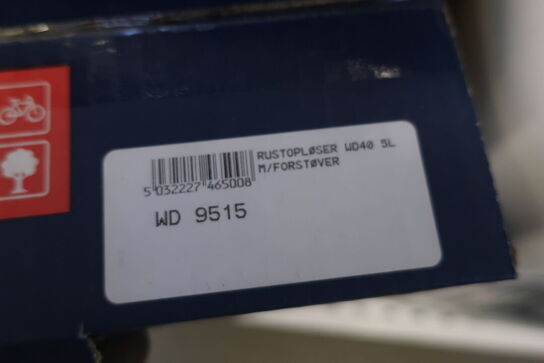 RUSTOPLØSER WD40 5L
M/FORSTØVER
5 032227 465008
WD 9515